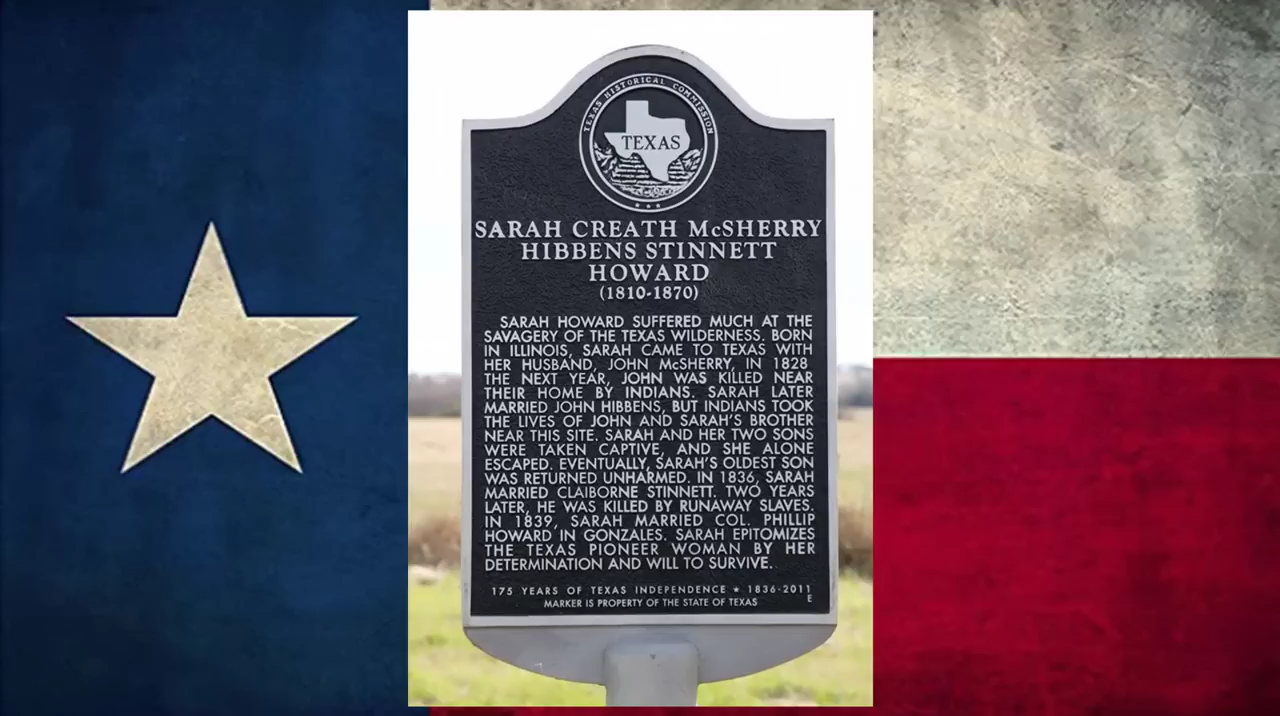 TEXAS HISTORICAL COMMISSION
TEXAS
SARAH CREATH McSHERRY
HIBBENS STINNETT
HOWARD
(1810-1870)
SARAH HOWARD SUFFERED MUCH AT THE
SAVAGERY OF THE TEXAS WILDERNESS. BORN
IN ILLINOIS, SARAH CAME TO TEXAS WITH
HER HUSBAND, JOHN McSHERRY, IN 1828.
THE NEXT YEAR, JOHN WAS KILLED NEAR
THEIR HOME BY INDIANS. SARAH LATER
MARRIED JOHN HIBBENS, BUT INDIANS TOOK
THE LIVES OF JOHN AND SARAH'S BROTHER
NEAR THIS SITE. SARAH AND HER TWO SONS
WERE TAKEN CAPTIVE, AND SHE ALONE
ESCAPED. EVENTUALLY, SARAH'S OLDEST SON
WAS RETURNED UNHARMED. IN 1836, SARAH
MARRIED CLAIBORNE STINNETT. TWO YEARS
LATER, HE WAS KILLED BY RUNAWAY SLAVES.
IN 1839, SARAH MARRIED COL. PHILLIP
HOWARD IN GONZALES. SARAH EPITOMIZES
THE TEXAS PIONEER WOMAN BY HER
DETERMINATION AND WILL TO SURVIVE.
175 YEARS OF TEXAS INDEPENDENCE ★ 1836-2011
MARKER IS PROPERTY OF THE STATE OF TEXAS
E